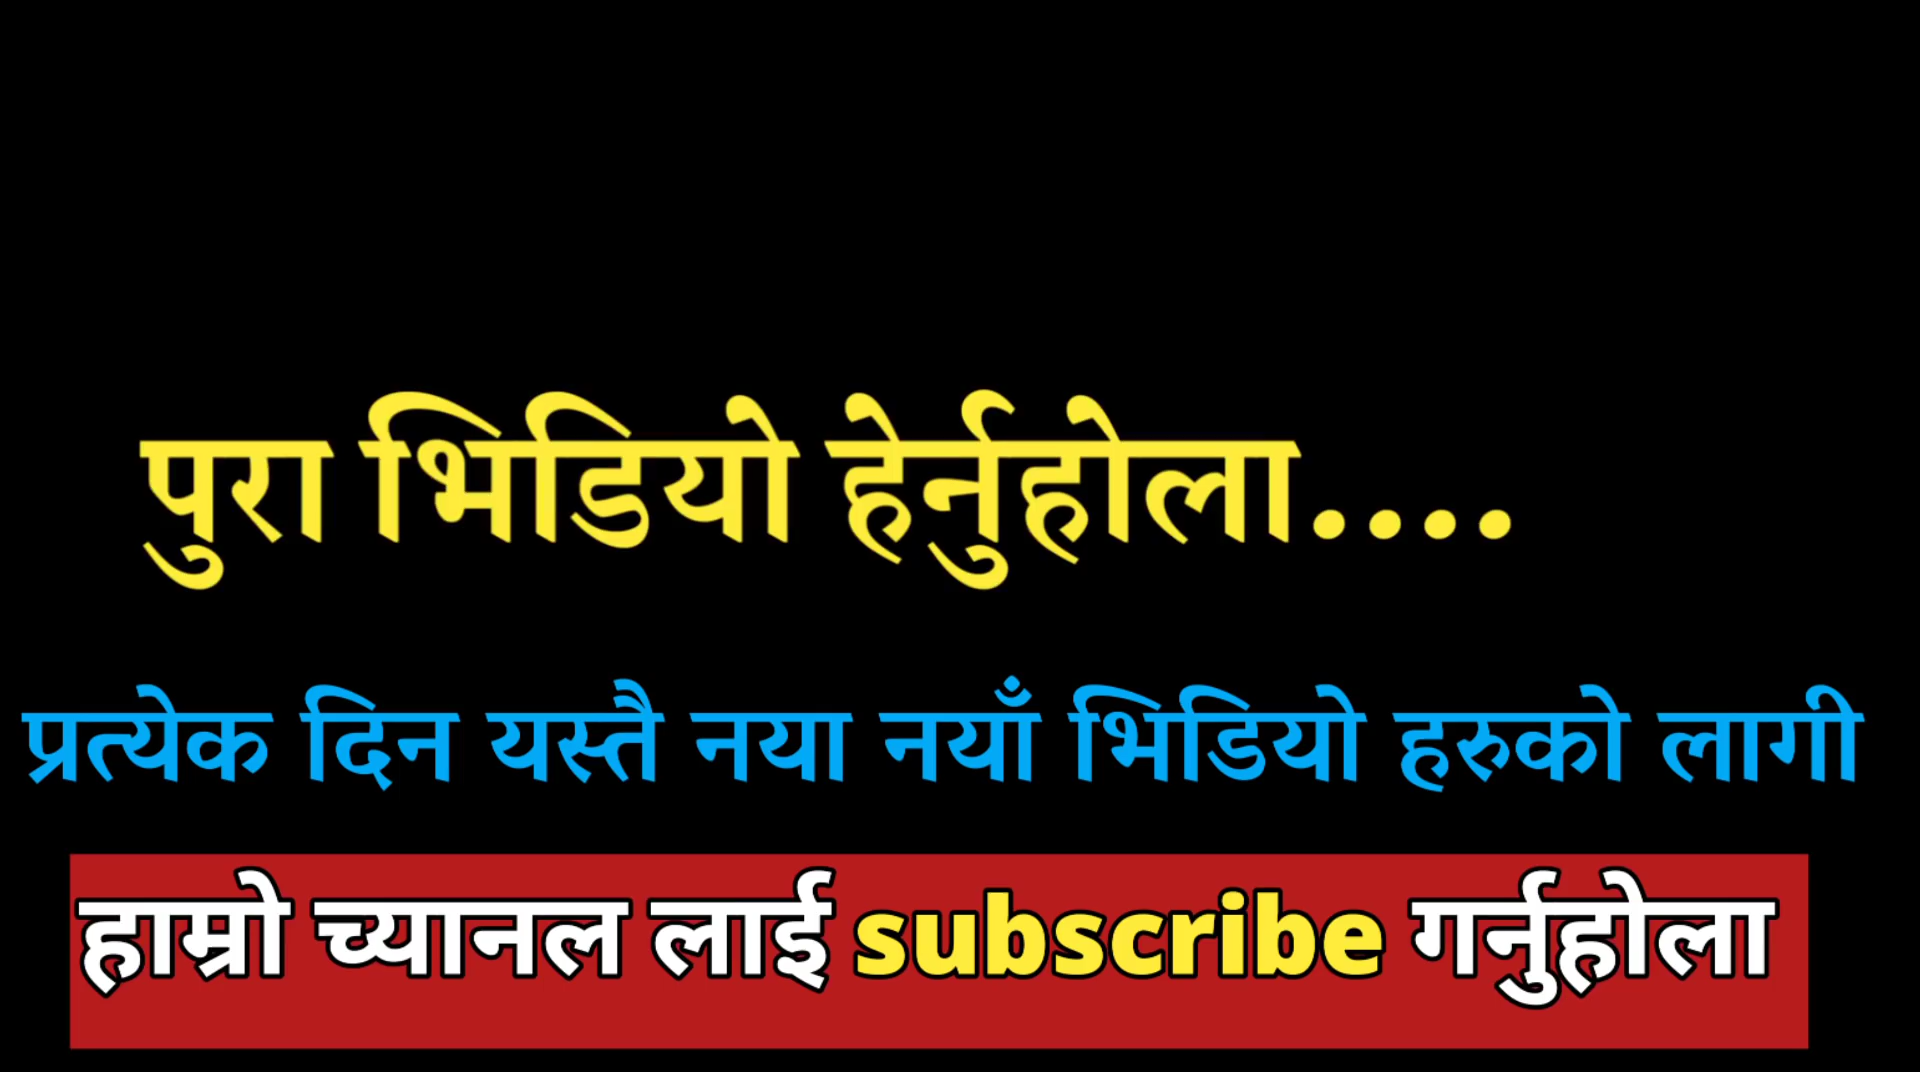 पुरा भिडियो हेर्नुहोला....
प्रत्येक दिन यस्तै नया नयाँ भिडियो हरुको लागी
हाम्रो च्यानल लाई subscribe गर्नुहोला